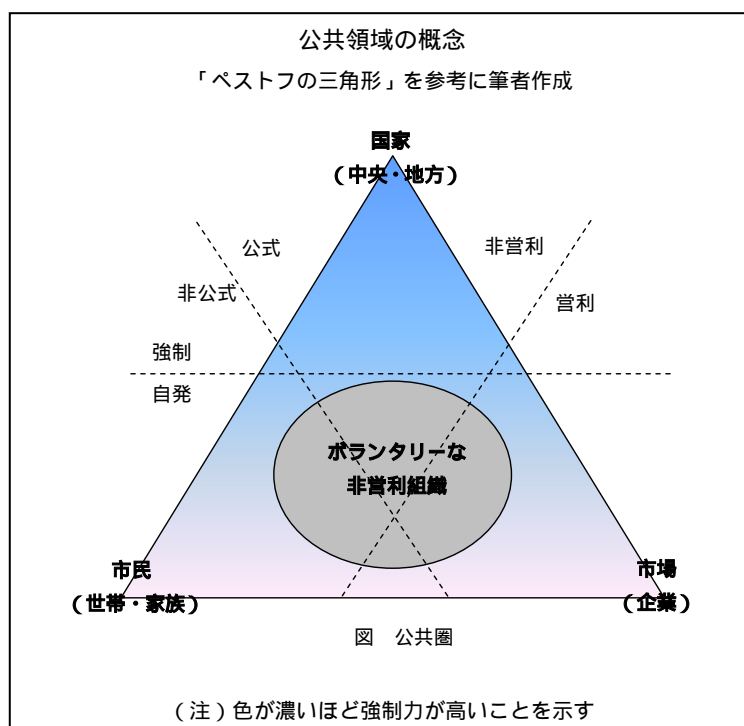 公共領域の概念
「ペストフの三角形」を参考に筆者作成
国家
(中央・地方)
公式
非営利
非公式
営利
強制
自発
ボランタリーな
非営利組織
市民
(世帯・家族)
市場
(企業)
図　公共圏
(注)色が濃いほど強制力が高いことを示す